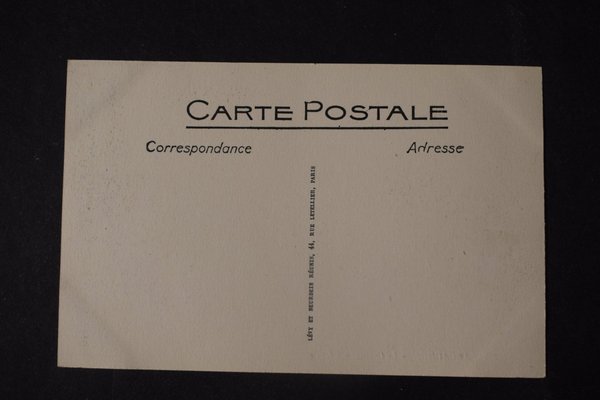 CARTE POSTALE
Correspondance
Adresse
LÉVY ET NEURDEIN RÉUNIS, 44, RUE LETELLIER, PARIS